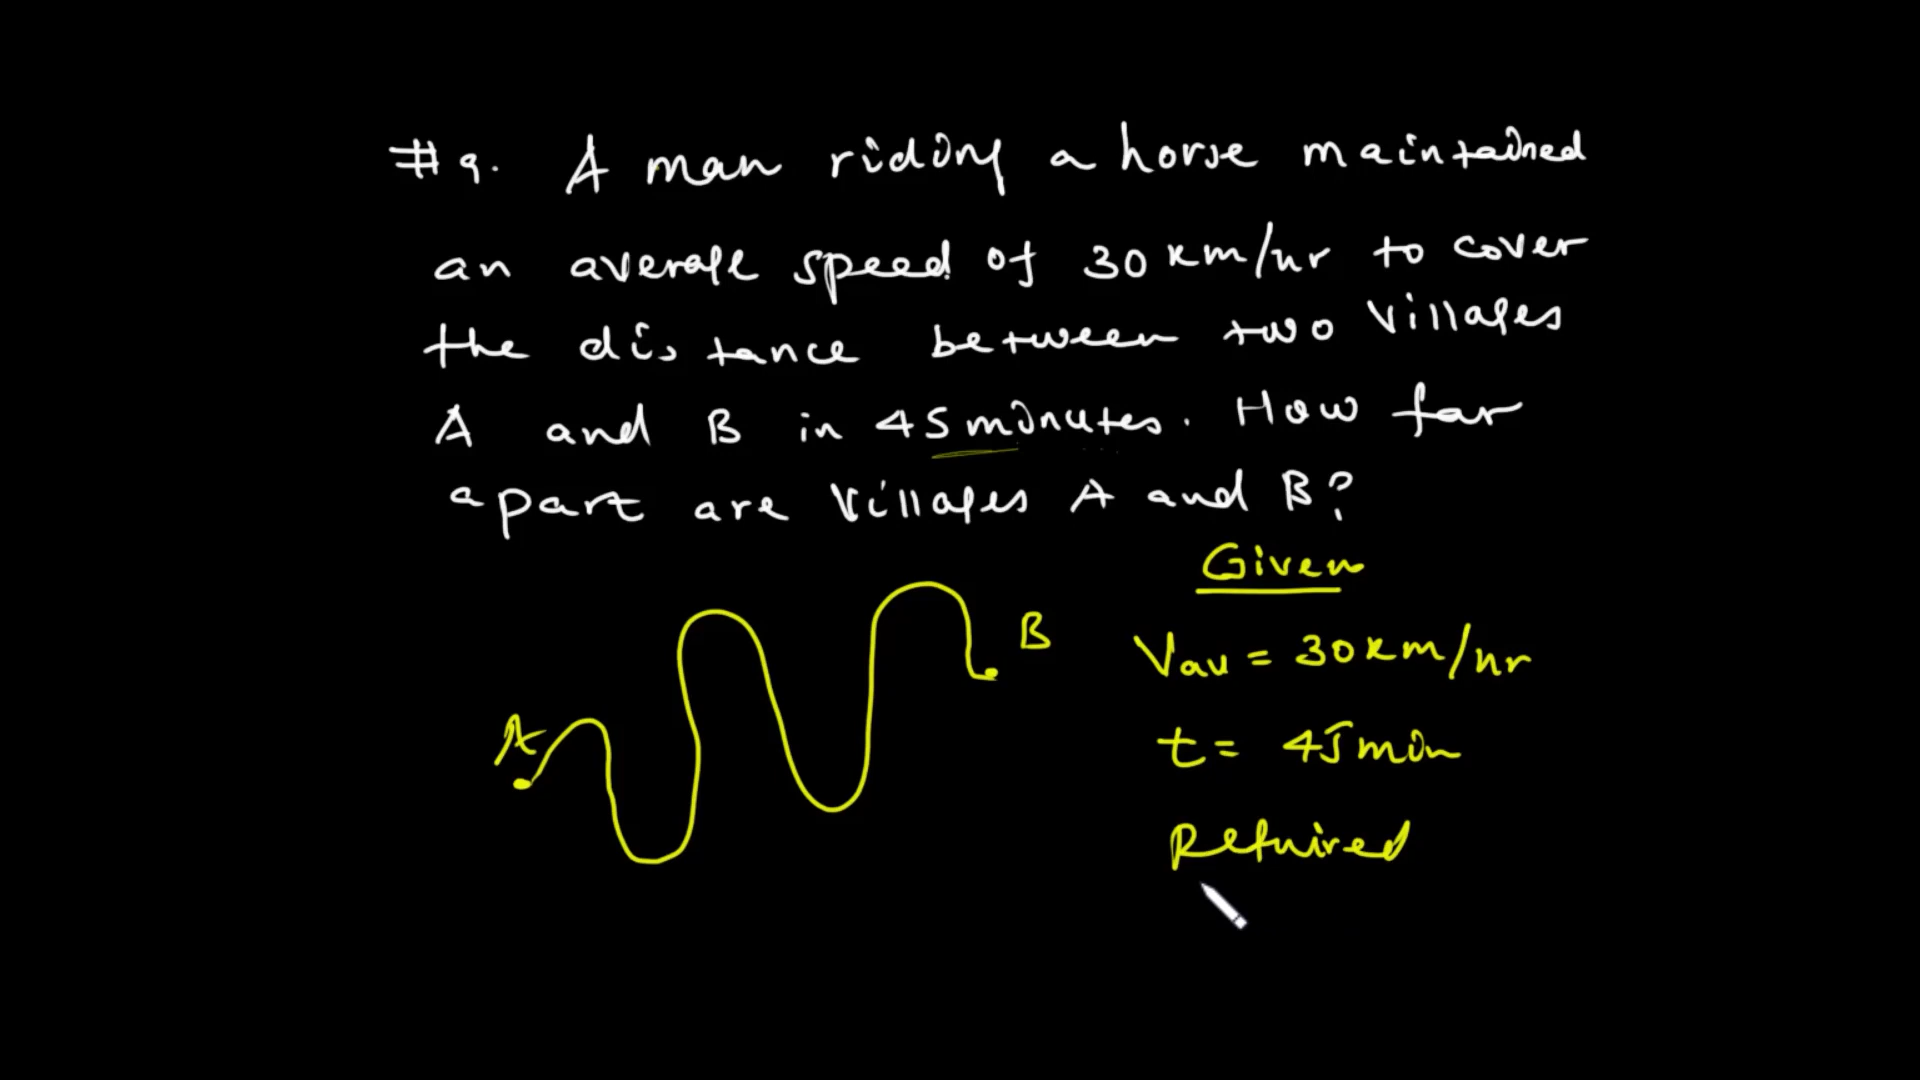 #9. A man riding a horse maintained
an average speed of 30 km/hr to cover
the distance between two villages
A and B in 45 minutes. How far
apart are villages A and B?
Given
B
Vav = 30 km/hr
A
t = 45 min
Required